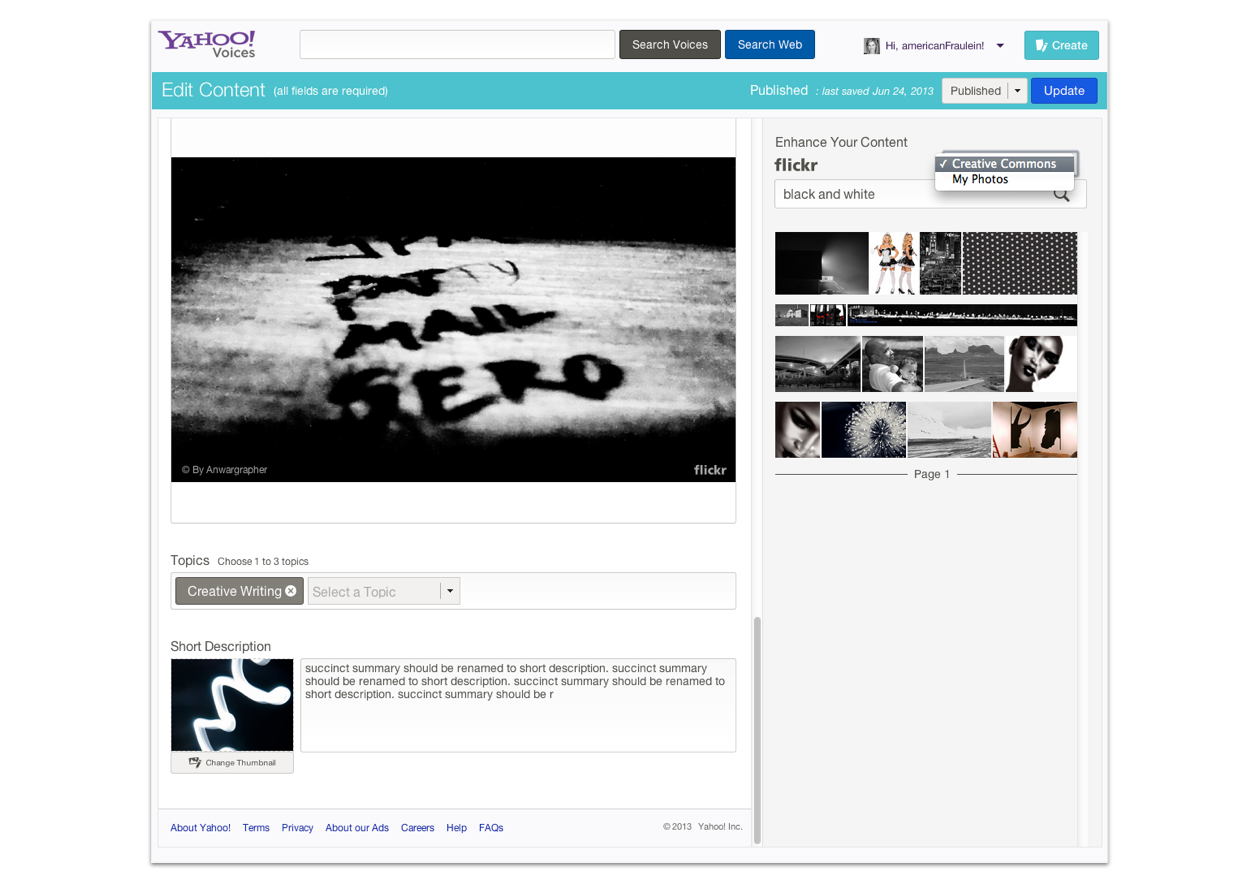 YAHOO!
Voices
Search Voices
Search Web
Hi, americanFraulein!
Create
Edit Content (all fields are required)
Published : last saved Jun 24, 2013
Published
Update
MAIL
© By Anwargrapher
flickr
Topics Choose 1 to 3 topics
Creative Writing
Select a Topic
Short Description
succinct summary should be renamed to short description. succinct summary
should be renamed to short description. succinct summary should be renamed to
short description. succinct summary should be r
Change Thumbnail
About Yahoo! Terms Privacy About our Ads Careers Help FAQs
© 2013 Yahoo! Inc.
Enhance Your Content
flickr
✓ Creative Commons
My Photos
black and white
Page 1